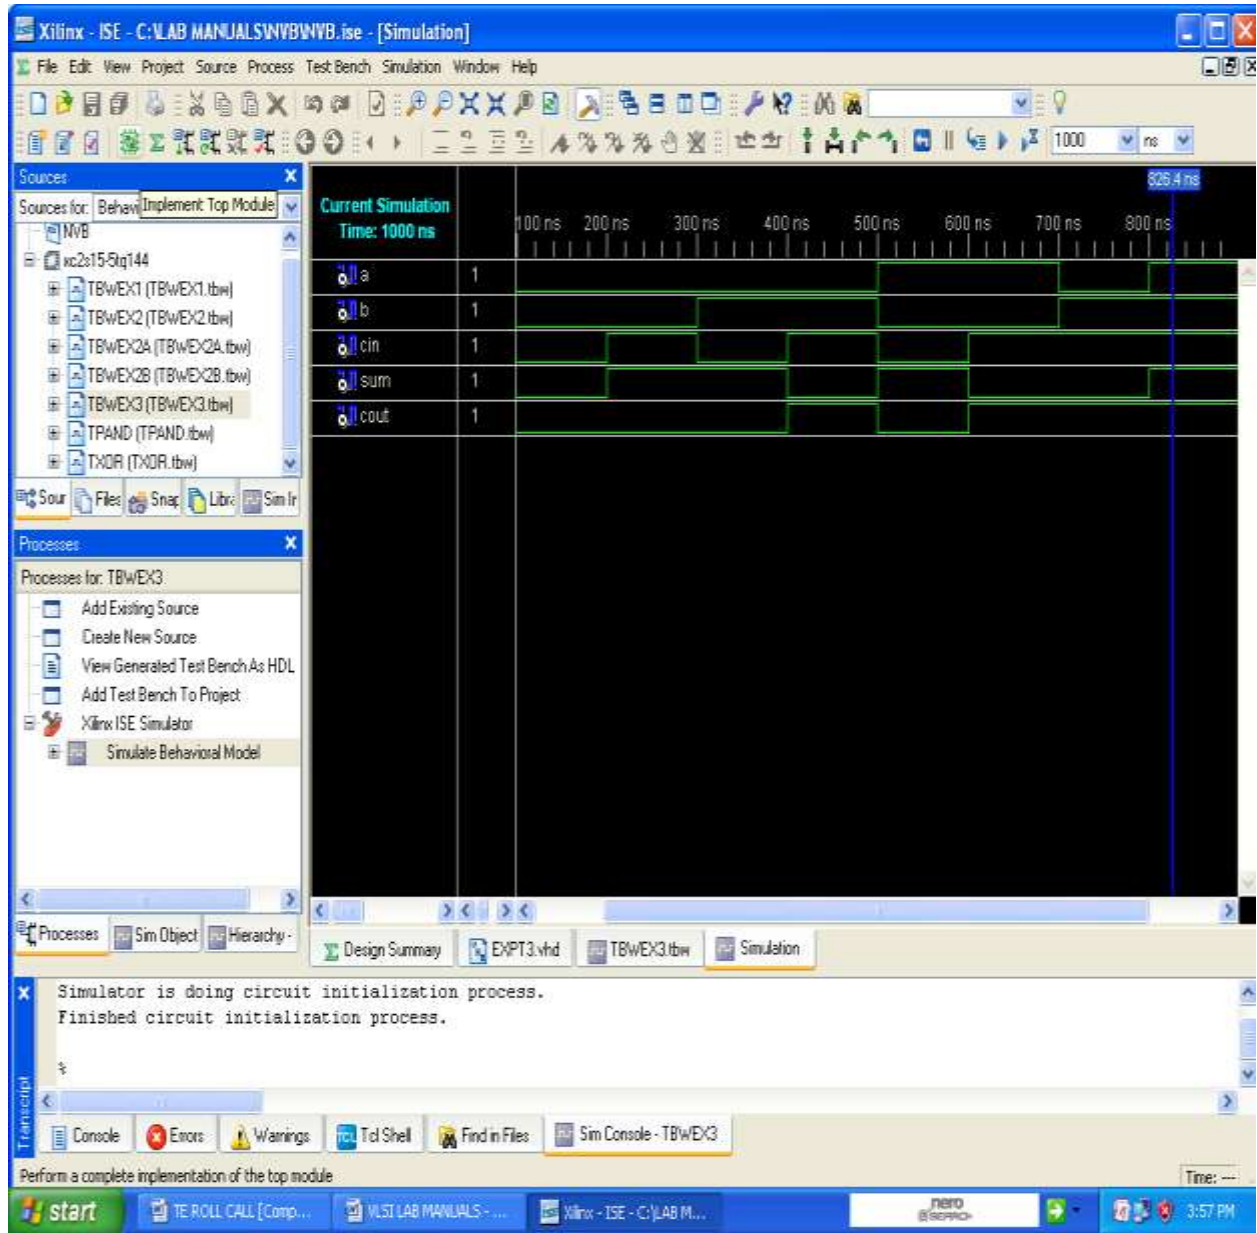 Xilinx - ISE - C:\LAB MANUALS\NVB\NVB.ise - [Simulation]
File Edit View Project Source Process Test Bench Simulation Window Help
1000 ns
Sources
Sources for: Behavi
Implement Top Module
NVB
xc2s15-5tq144
TBWEX1 (TBWEX1.tbw)
TBWEX2 (TBWEX2.tbw)
TBWEX2A (TBWEX2A.tbw)
TBWEX2B (TBWEX2B.tbw)
TBWEX3 (TBWEX3.tbw)
TPAND (TPAND.tbw)
TXOR (TXOR.tbw)
Sour Files Snap Libra Sim Ir
Processes
Processes for: TBWEX3
Add Existing Source
Create New Source
View Generated Test Bench As HDL
Add Test Bench To Project
Xilinx ISE Simulator
Simulate Behavioral Model
Processes Sim Object Hierarchy -
826.4 ns
Current Simulation
Time: 1000 ns
100 ns 200 ns 300 ns 400 ns 500 ns 600 ns 700 ns 800 ns
a 1
b 1
cin 1
sum 1
cout 1
Design Summary EXPT3.vhd TBWEX3.tbw Simulation
Simulator is doing circuit initialization process.
Finished circuit initialization process.
%
Transcript
Console Errors Warnings Tcl Shell Find in Files Sim Console - TBWEX3
Perform a complete implementation of the top module
Time: ---
start TE ROLL CALL [Comp... VLSI LAB MANUALS - ... Xilinx - ISE - C:\LAB M... nero 3:57 PM